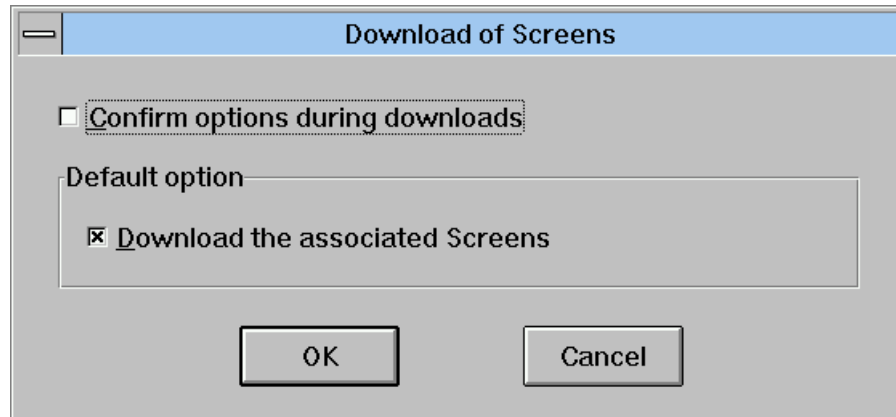 Download of Screens
Confirm options during downloads
Default option
Download the associated Screens
OK
Cancel